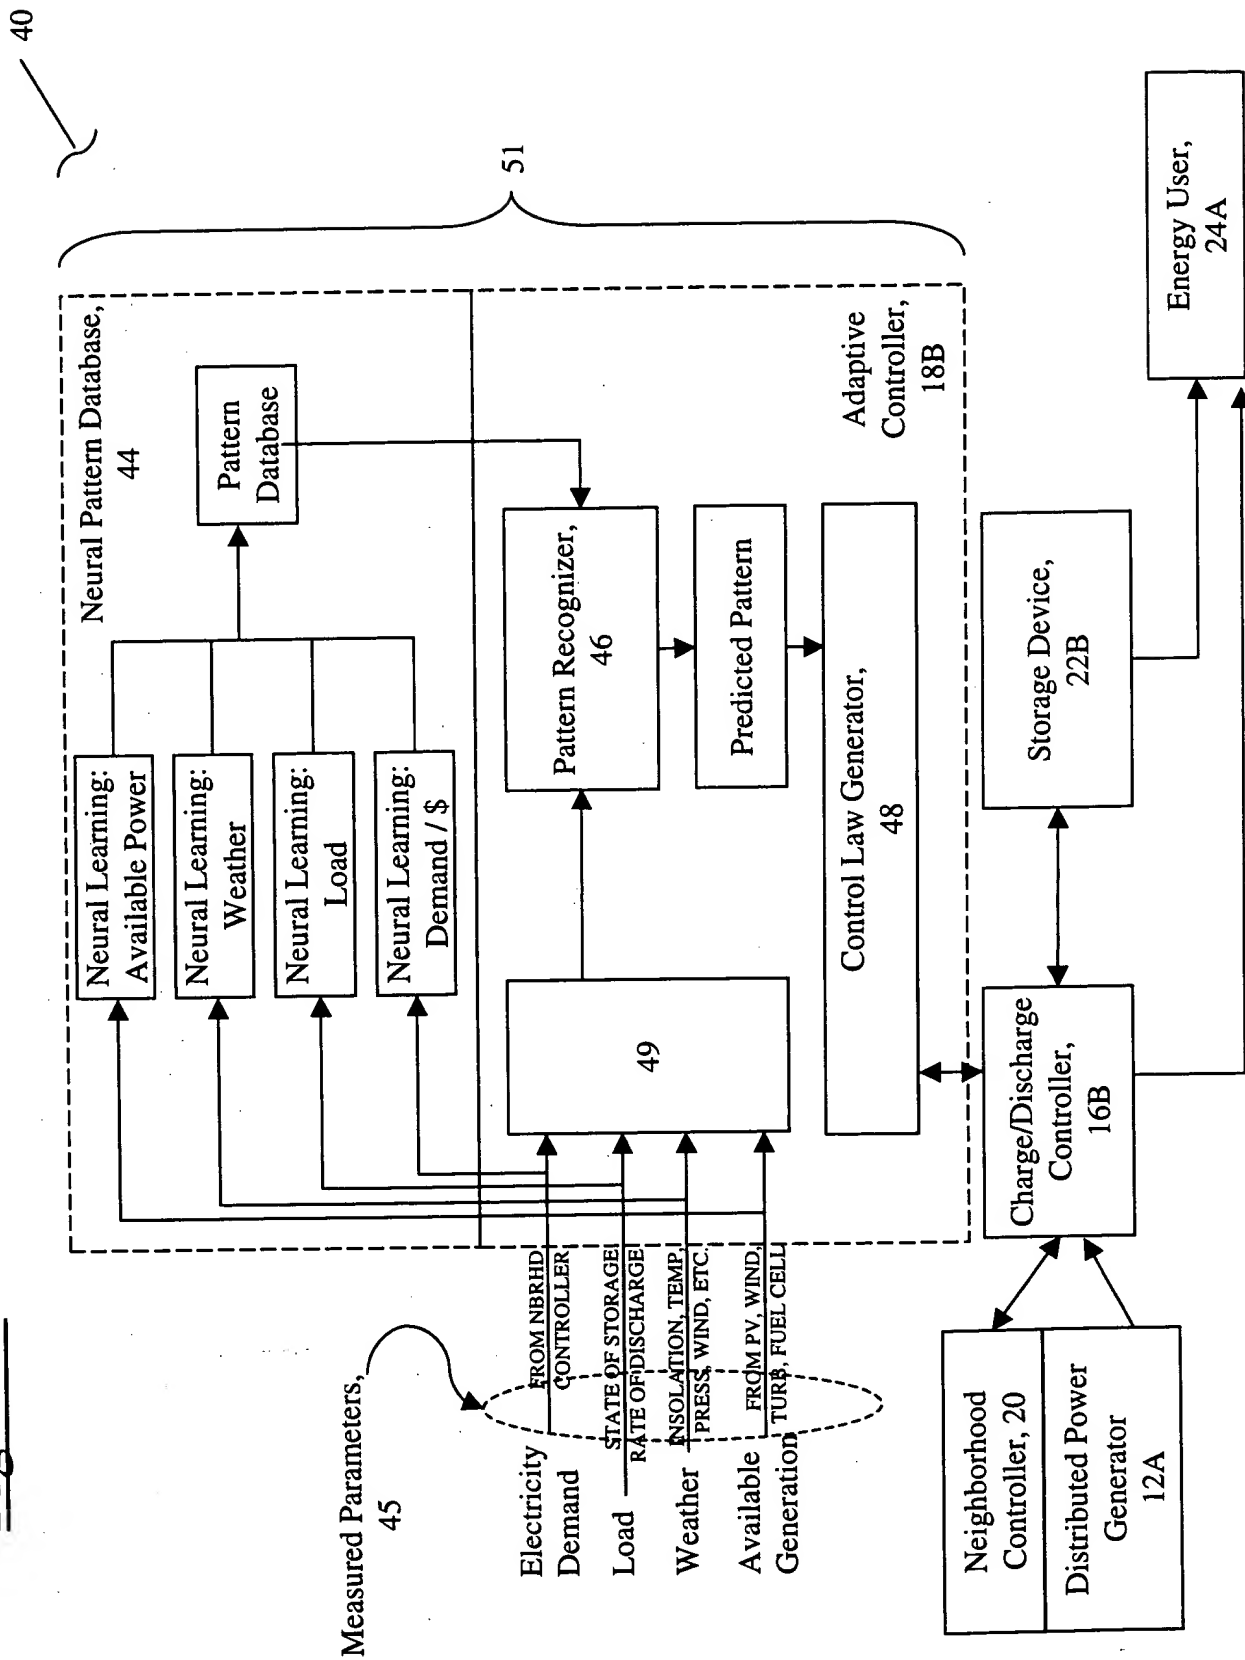 40
51
Neural Pattern Database,
44
Neural Learning:
Available Power
Neural Learning:
Weather
Neural Learning:
Load
Neural Learning:
Demand / $
Pattern
Database
Measured Parameters,
45
Electricity
Demand
FROM NBRHD
CONTROLLER
Load
STATE OF STORAGE
RATE OF DISCHARGE
Weather
INSOLATION, TEMP,
PRESS, WIND, ETC.
Available
Generation
FROM PV, WIND,
TURB, FUEL CELL
49
Pattern Recognizer,
46
Predicted Pattern
Control Law Generator,
48
Adaptive
Controller,
18B
Neighborhood
Controller, 20
Distributed Power
Generator
12A
Charge/Discharge
Controller,
16B
Storage Device,
22B
Energy User,
24A